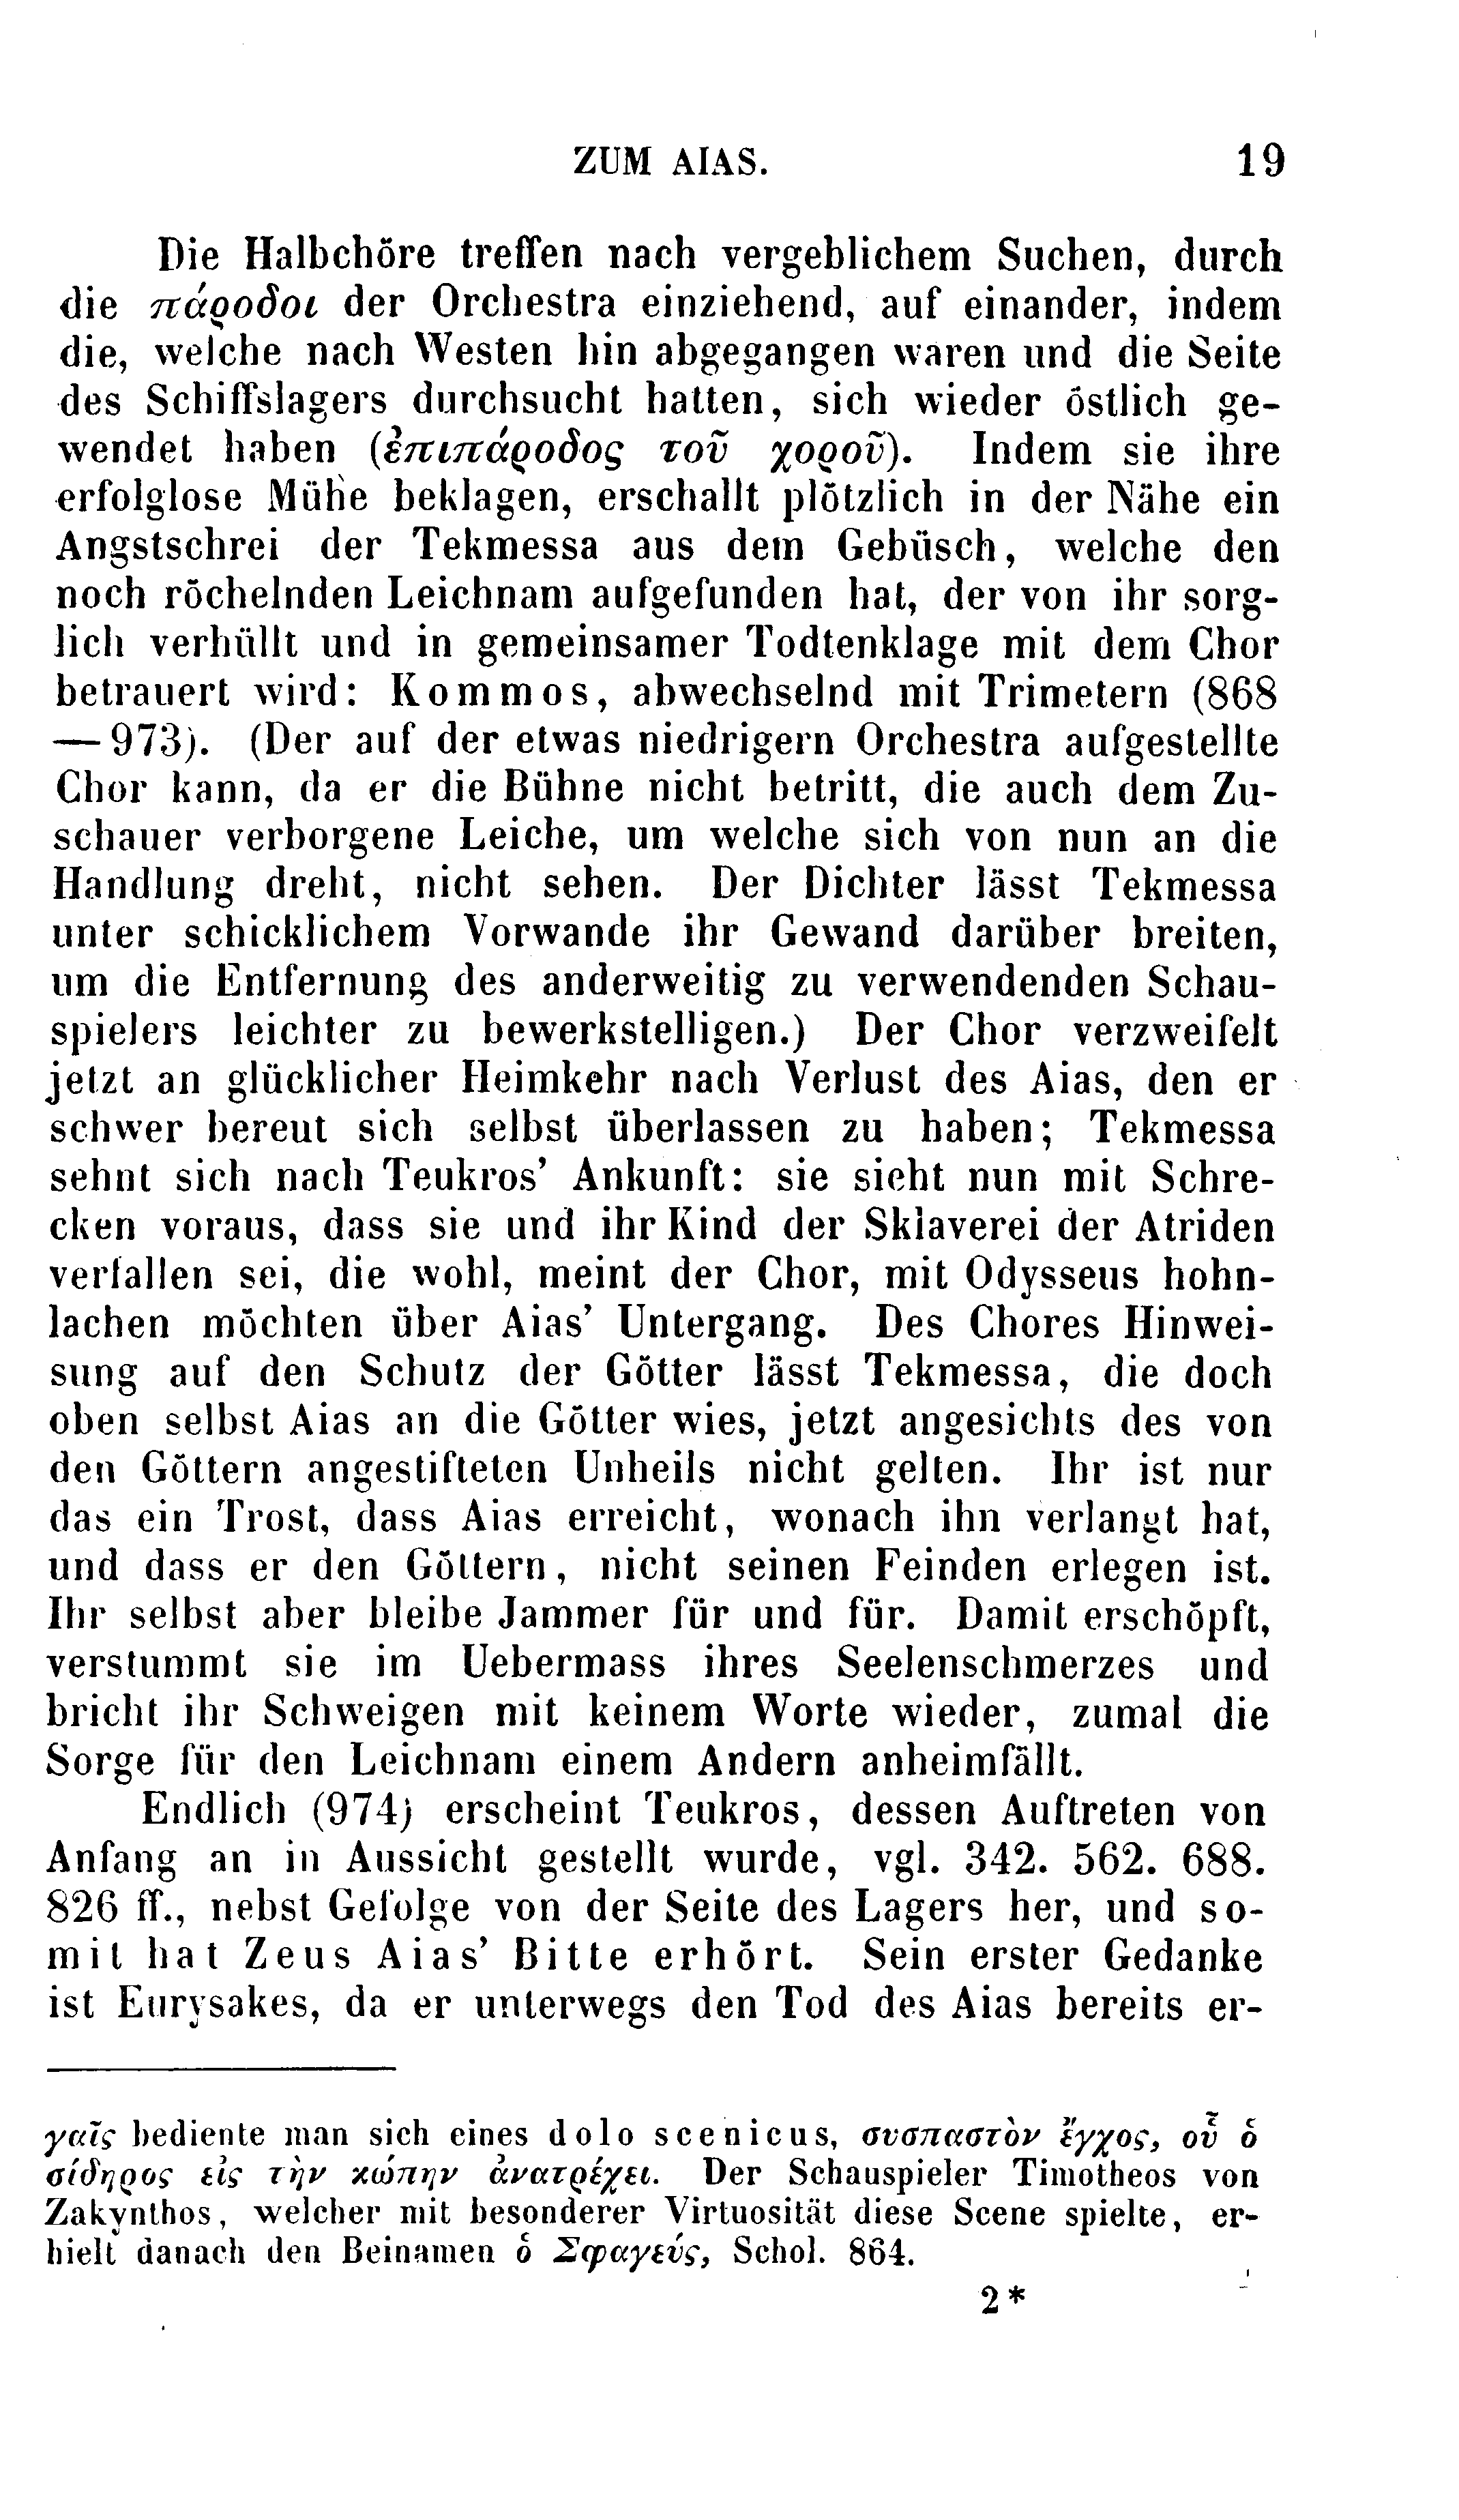 ZUM AIAS. 19
Die Halbchöre treffen nach vergeblichem Suchen, durch
die πάροδοι der Orchestra einziehend, auf einander, indem
die, welche nach Westen hin abgegangen waren und die Seite
des Schiffslagers durchsucht hatten, sich wieder östlich ge-
wendet haben (ἐπιπάροδος τοῦ χοροῦ). Indem sie ihre
erfolglose Mühe beklagen, erschallt plötzlich in der Nähe ein
Angstschrei der Tekmessa aus dem Gebüsch, welche den
noch röchelnden Leichnam aufgefunden hat, der von ihr sorg-
lich verhüllt und in gemeinsamer Todtenklage mit dem Chor
betrauert wird: Kommos, abwechselnd mit Trimetern (868
—973). (Der auf der etwas niedrigern Orchestra aufgestellte
Chor kann, da er die Bühne nicht betritt, die auch dem Zu-
schauer verborgene Leiche, um welche sich von nun an die
Handlung dreht, nicht sehen. Der Dichter lässt Tekmessa
unter schicklichem Vorwande ihr Gewand darüber breiten,
um die Entfernung des anderweitig zu verwendenden Schau-
spielers leichter zu bewerkstelligen.) Der Chor verzweifelt
jetzt an glücklicher Heimkehr nach Verlust des Aias, den er
schwer bereut sich selbst überlassen zu haben; Tekmessa
sehnt sich nach Teukros' Ankunft: sie sieht nun mit Schre-
cken voraus, dass sie und ihr Kind der Sklaverei der Atriden
verfallen sei, die wohl, meint der Chor, mit Odysseus hohn-
lachen möchten über Aias' Untergang. Des Chores Hinwei-
sung auf den Schutz der Götter lässt Tekmessa, die doch
oben selbst Aias an die Götter wies, jetzt angesichts des von
den Göttern angestifteten Unheils nicht gelten. Ihr ist nur
das ein Trost, dass Aias erreicht, wonach ihn verlangt hat,
und dass er den Göttern, nicht seinen Feinden erlegen ist.
Ihr selbst aber bleibe Jammer für und für. Damit erschöpft,
verstummt sie im Uebermass ihres Seelenschmerzes und
bricht ihr Schweigen mit keinem Worte wieder, zumal die
Sorge für den Leichnam einem Andern anheimfällt.
Endlich (974) erscheint Teukros, dessen Auftreten von
Anfang an in Aussicht gestellt wurde, vgl. 342. 562. 688.
826 ff., nebst Gefolge von der Seite des Lagers her, und so-
mit hat Zeus Aias' Bitte erhört. Sein erster Gedanke
ist Eurysakes, da er unterwegs den Tod des Aias bereits er-
γαῖς bediente man sich eines dolo scenicus, συσπαστὸν ἔγχος, οὗ ὁ
σίδηρος εἰς τὴν κώπην ἀνατρέχει. Der Schauspieler Timotheos von
Zakynthos, welcher mit besonderer Virtuosität diese Scene spielte, er-
hielt danach den Beinamen ὁ Σφαγεύς, Schol. 864.
2*